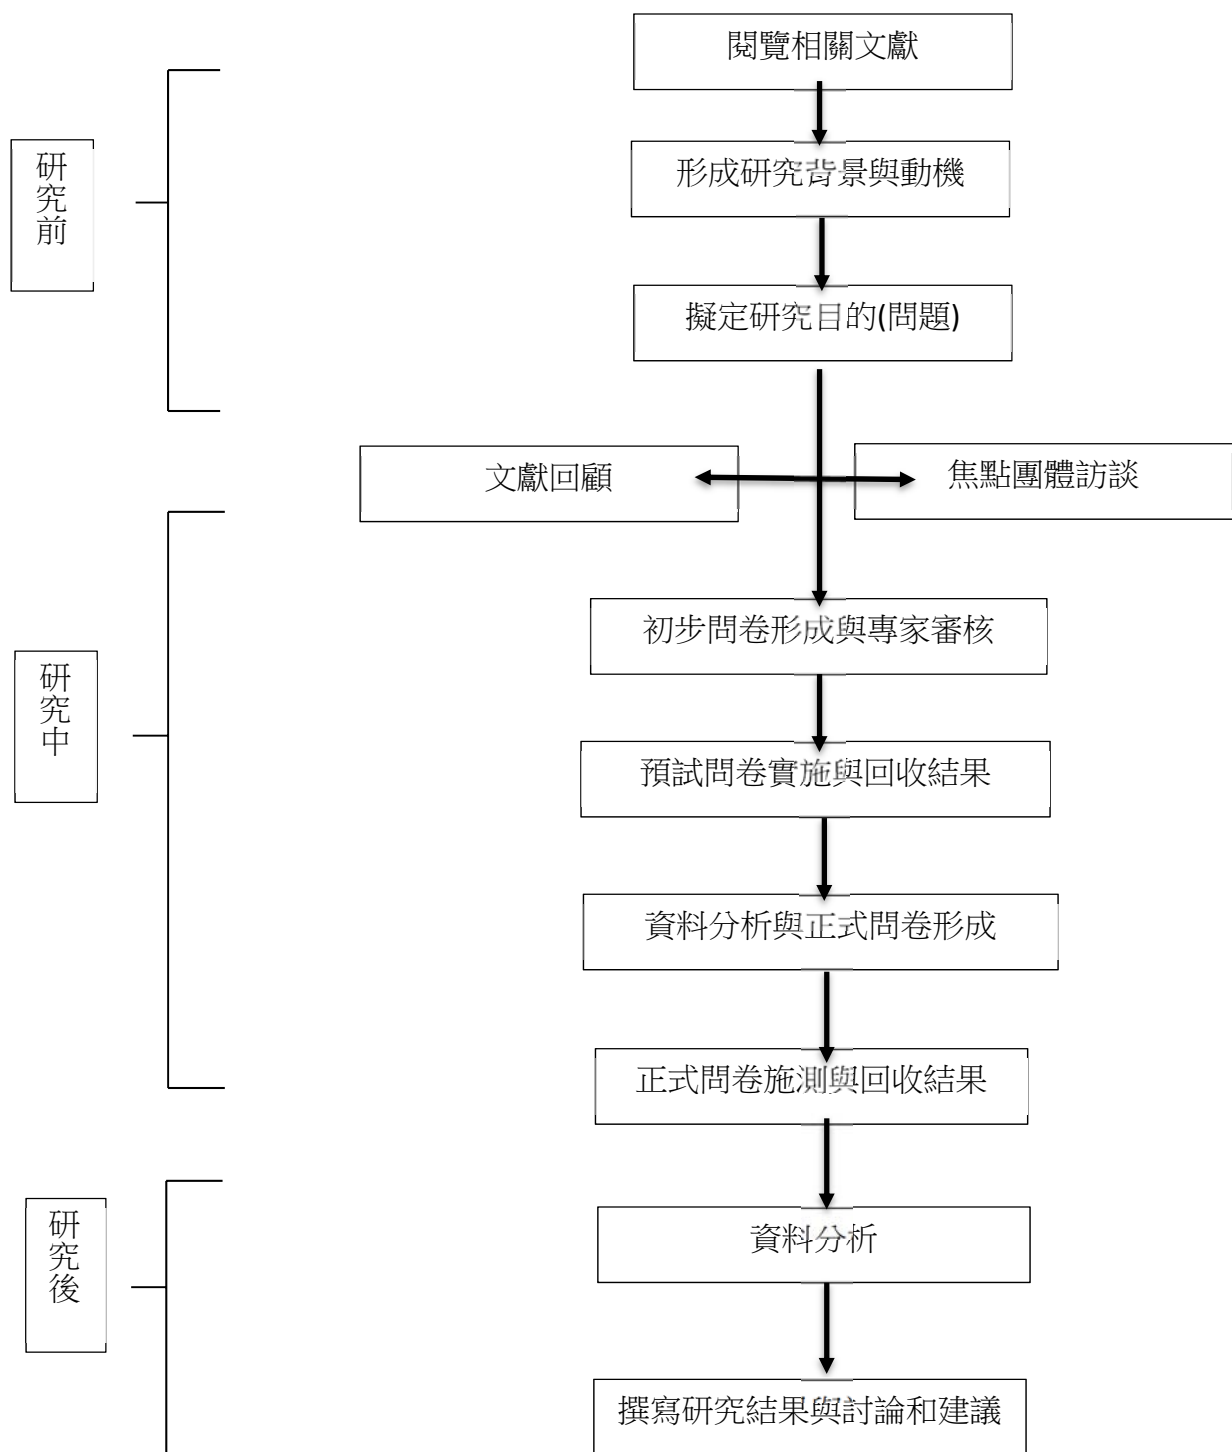 閱覽相關文獻
研究前
形成研究背景與動機
擬定研究目的(問題)
文獻回顧
焦點團體訪談
研究中
初步問卷形成與專家審核
預試問卷實施與回收結果
資料分析與正式問卷形成
正式問卷施測與回收結果
研究後
資料分析
撰寫研究結果與討論和建議